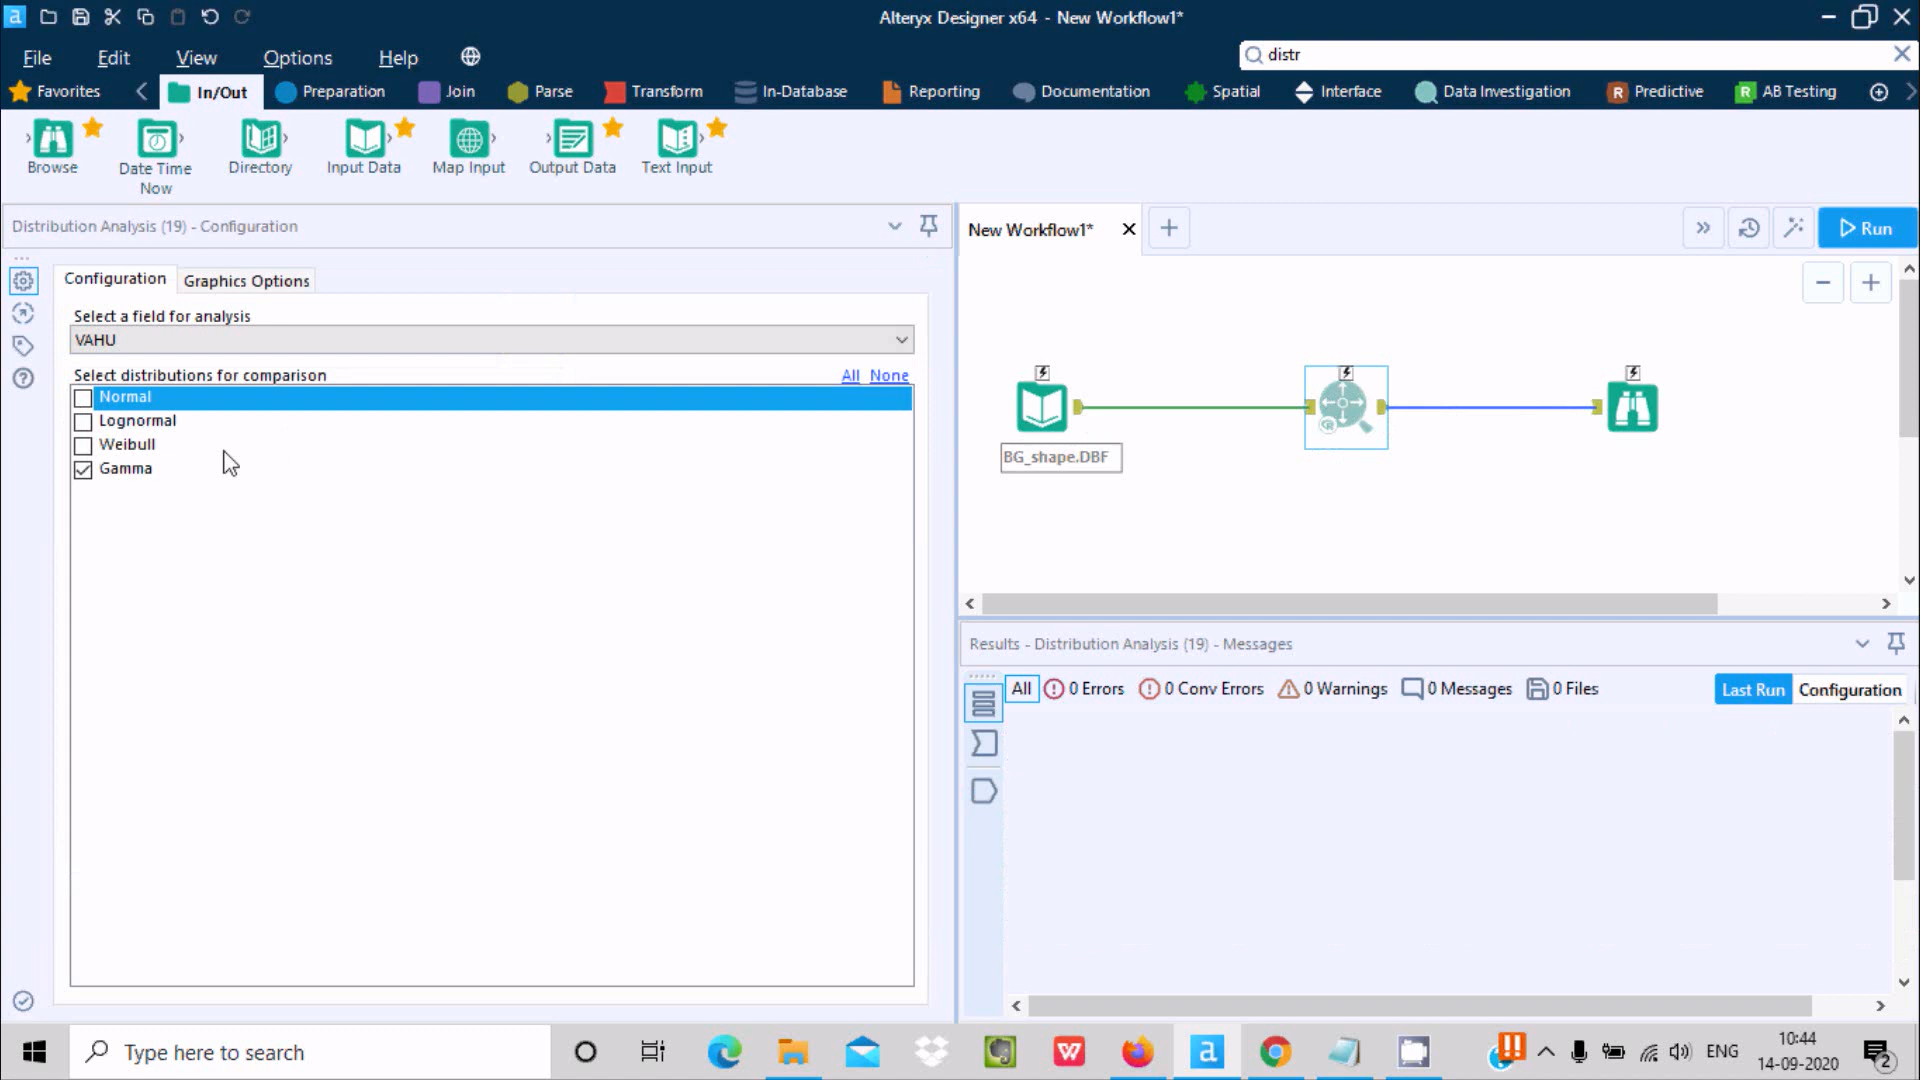 Alteryx Designer x64 - New Workflow1*
File Edit View Options Help
distr
Favorites In/Out Preparation Join Parse Transform In-Database Reporting Documentation Spatial Interface Data Investigation Predictive AB Testing
Browse
Date Time Now
Directory
Input Data
Map Input
Output Data
Text Input
Distribution Analysis (19) - Configuration
Configuration Graphics Options
Select a field for analysis
VAHU
Select distributions for comparison All None
Normal
Lognormal
Weibull
Gamma
New Workflow1*
Run
BG_shape.DBF
Results - Distribution Analysis (19) - Messages
All 0 Errors 0 Conv Errors 0 Warnings 0 Messages 0 Files Last Run Configuration
Type here to search
ENG
10:44
14-09-2020
2